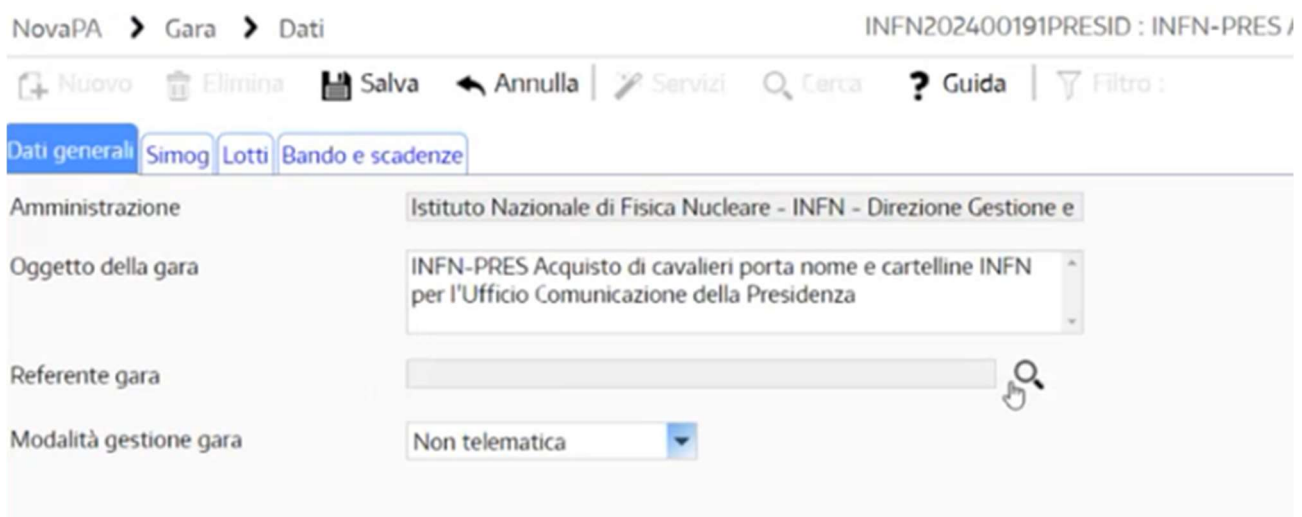 NovaPA > Gara > Dati
INFN202400191PRESID : INFN-PRES
Nuovo Elimina Salva Annulla Servizi Cerca ? Guida Filtro :
Dati generali Simog Lotti Bando e scadenze
Amministrazione
Istituto Nazionale di Fisica Nucleare - INFN - Direzione Gestione e
Oggetto della gara
INFN-PRES Acquisto di cavalieri porta nome e cartelline INFN
per l'Ufficio Comunicazione della Presidenza
Referente gara
Modalità gestione gara
Non telematica